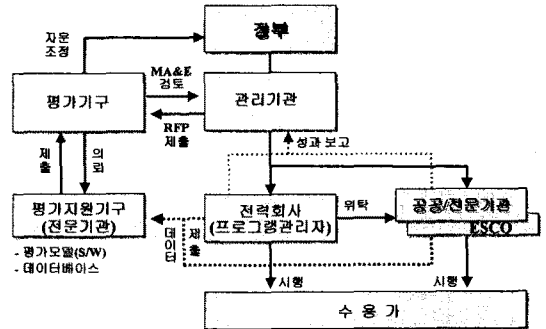 정부
자문
조정
MA&E
검토
평가기구
관리기관
RFP
제출
성과 보고
제출
의뢰
평가지원기구
(전문기관)
- 평가모델(S/W)
- 데이터베이스
데이터
제출
전력회사
(프로그램관리자)
위탁
공공/전문기관
ESCO
시행
시행
수 용 가